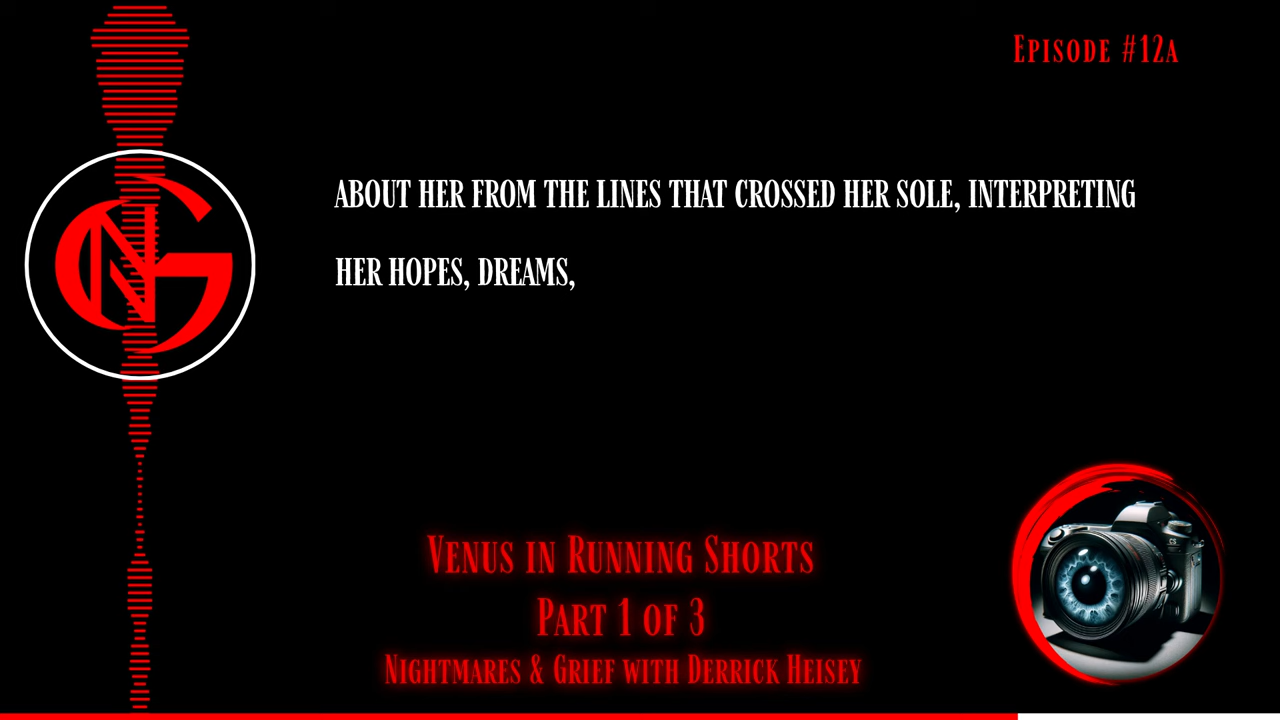 Episode #12A
ABOUT HER FROM THE LINES THAT CROSSED HER SOLE, INTERPRETING
HER HOPES, DREAMS,
NG
Venus in Running Shorts
Part 1 of 3
Nightmares & Grief with Derrick Heisey